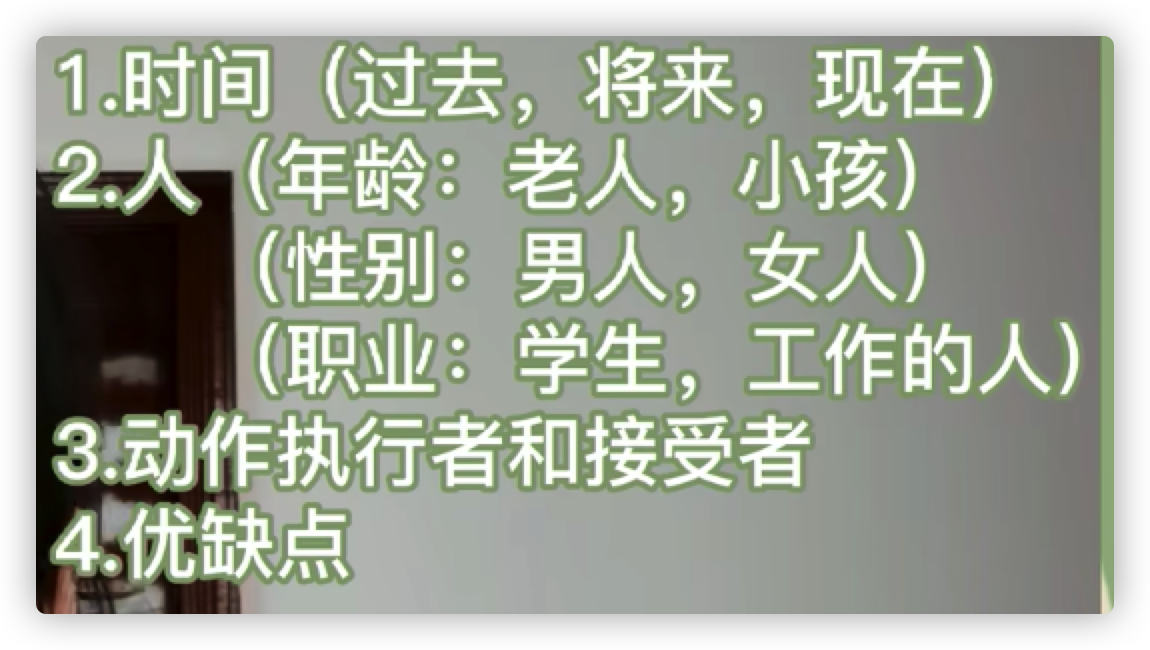 1.时间（过去，将来，现在）
2.人（年龄：老人，小孩）
（性别：男人，女人）
（职业：学生，工作的人）
3.动作执行者和接受者
4.优缺点